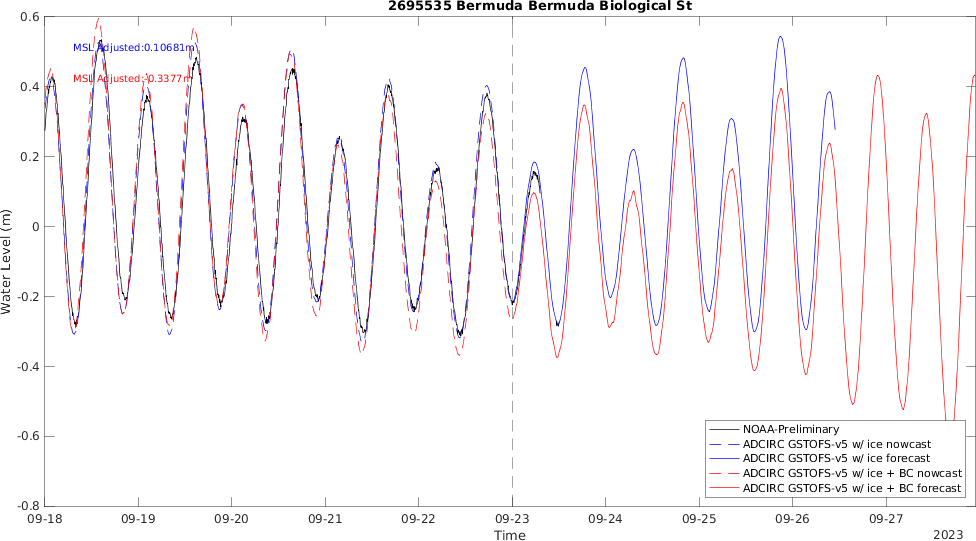 2695535 Bermuda Bermuda Biological St
0.6
MSL Adjusted:0.10681m
MSL Adjusted: 0.3377m
0.4
0.2
0
-0.2
-0.4
-0.6
-0.8
Water Level (m)
NOAA-Preliminary
ADCIRC GSTOFS-v5 w/ ice nowcast
ADCIRC GSTOFS-v5 w/ ice forecast
ADCIRC GSTOFS-v5 w/ ice + BC nowcast
ADCIRC GSTOFS-v5 w/ ice + BC forecast
09-18 09-19 09-20 09-21 09-22 09-23 09-24 09-25 09-26 09-27
Time
2023